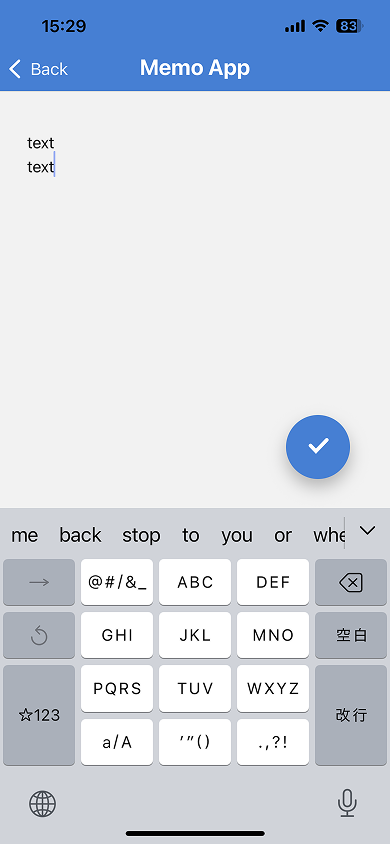 15:29
83
Back
Memo App
text
text
me back stop to you or whe
@#/&_ ABC DEF
GHI JKL MNO 空白
PQRS TUV WXYZ
☆123 改行
a/A ’”() .,?!